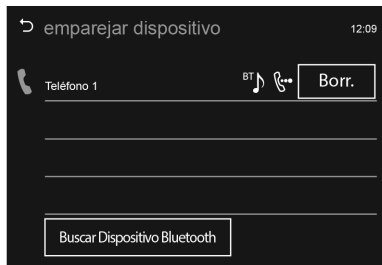 emparejar dispositivo 12:09
Teléfono 1 BT Borr.
Buscar Dispositivo Bluetooth